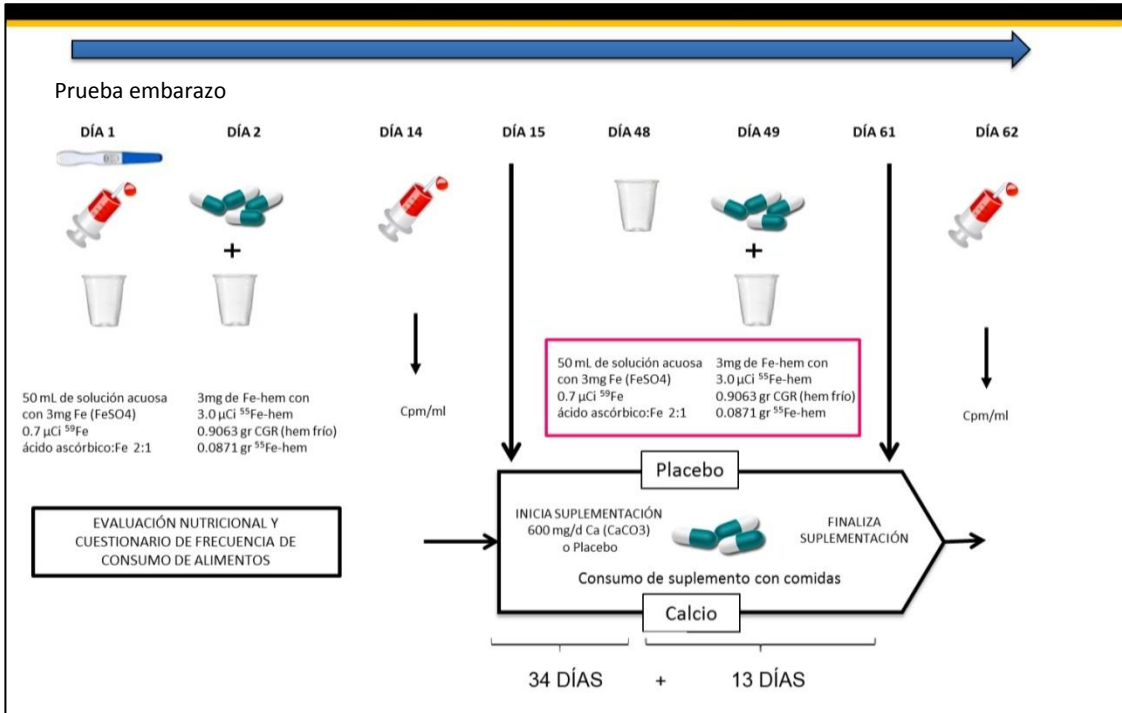 Prueba embarazo
DÍA 1
DÍA 2
DÍA 14
DÍA 15
DÍA 48
DÍA 49
DÍA 61
DÍA 62
+
+
50 mL de solución acuosa
con 3mg Fe (FeSO4)
0.7 µCi ⁵⁹Fe
ácido ascórbico:Fe 2:1
3mg de Fe-hem con
3.0 µCi ⁵⁵Fe-hem
0.9063 gr CGR (hem frío)
0.0871 gr ⁵⁵Fe-hem
Cpm/ml
50 mL de solución acuosa
con 3mg Fe (FeSO4)
0.7 µCi ⁵⁹Fe
ácido ascórbico:Fe 2:1
3mg de Fe-hem con
3.0 µCi ⁵⁵Fe-hem
0.9063 gr CGR (hem frío)
0.0871 gr ⁵⁵Fe-hem
Cpm/ml
EVALUACIÓN NUTRICIONAL Y
CUESTIONARIO DE FRECUENCIA DE
CONSUMO DE ALIMENTOS
Placebo
INICIA SUPLEMENTACIÓN
600 mg/d Ca (CaCO3)
o Placebo
FINALIZA
SUPLEMENTACIÓN
Consumo de suplemento con comidas
Calcio
34 DÍAS + 13 DÍAS